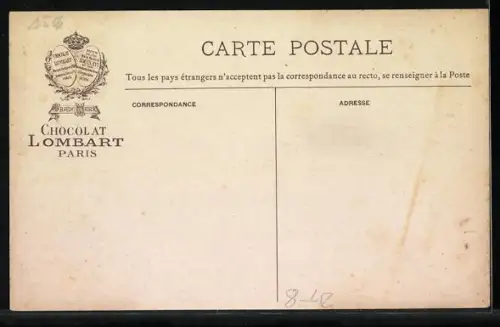 CARTE POSTALE
Tous les pays étrangers n'acceptent pas la correspondance au recto, se renseigner à la Poste
CORRESPONDANCE
ADRESSE
CHOCOLAT
LOMBART
PARIS